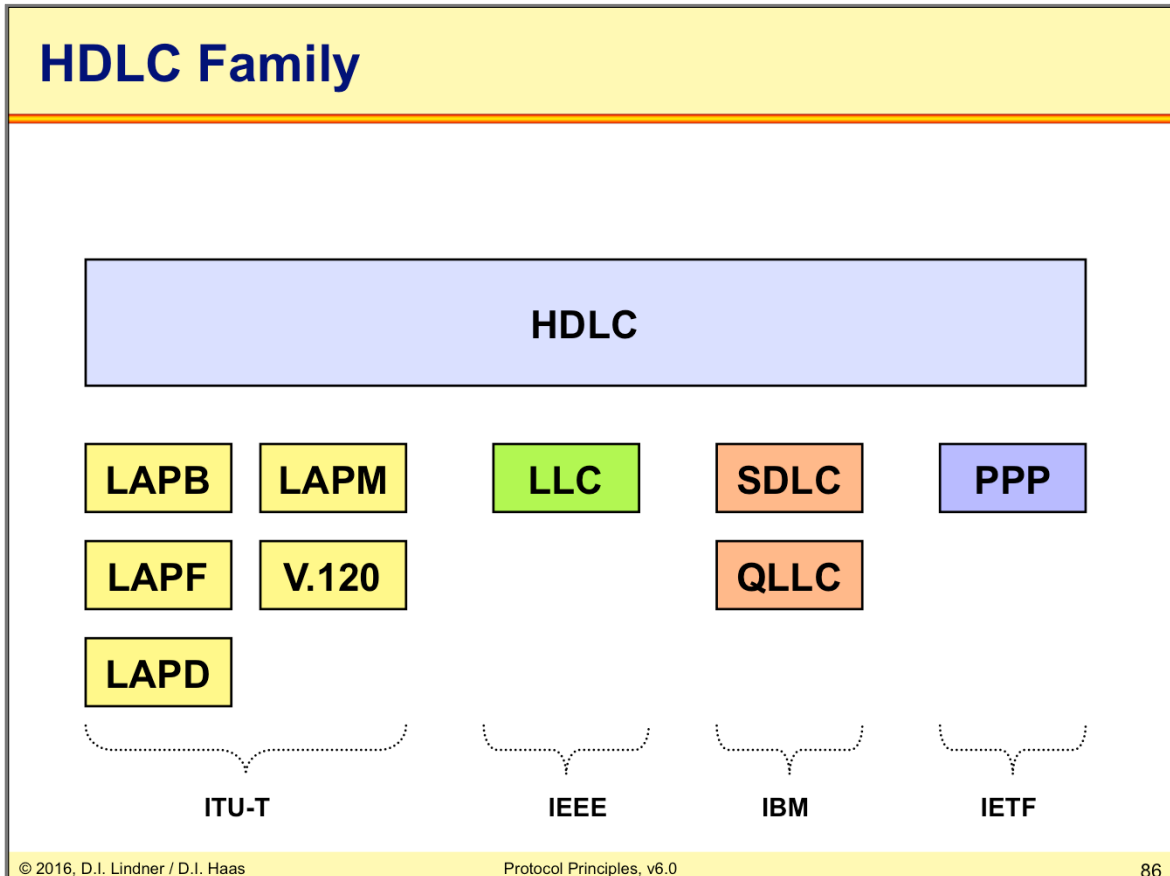 HDLC Family
HDLC
LAPB LAPM LLC SDLC PPP
LAPF V.120 QLLC
LAPD
ITU-T IEEE IBM IETF
© 2016, D.I. Lindner / D.I. Haas Protocol Principles, v6.0 86